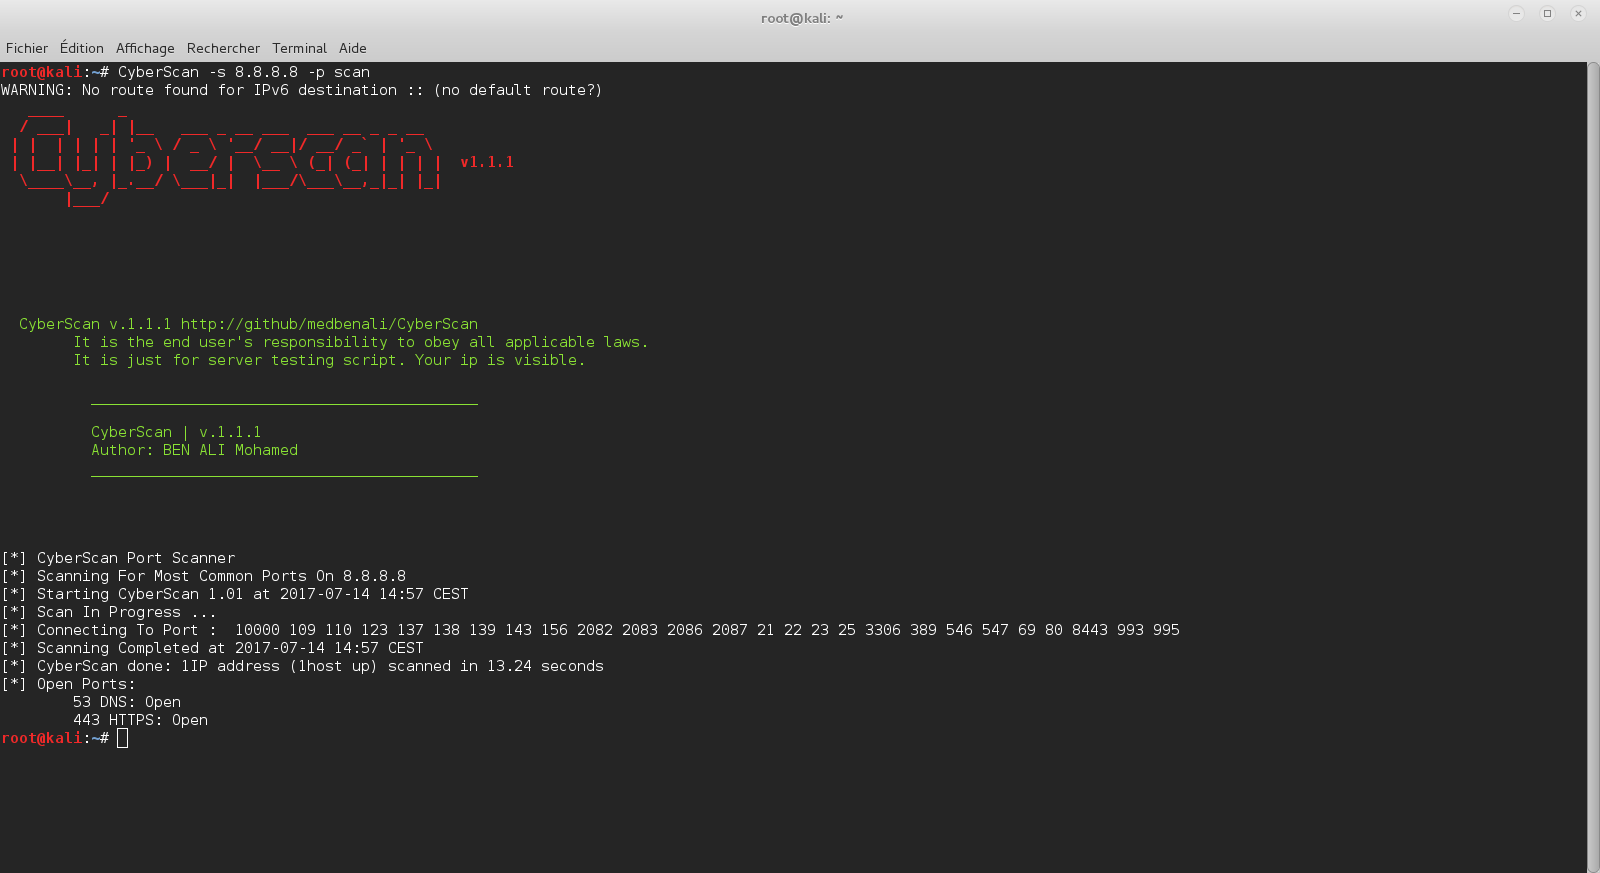 root@kali: ~
Fichier Édition Affichage Rechercher Terminal Aide
root@kali:~# CyberScan -s 8.8.8.8 -p scan
WARNING: No route found for IPv6 destination :: (no default route?)
Cyberscan v1.1.1
CyberScan v.1.1.1 http://github/medbenali/CyberScan
It is the end user's responsibility to obey all applicable laws.
It is just for server testing script. Your ip is visible.
CyberScan | v.1.1.1
Author: BEN ALI Mohamed
[*] CyberScan Port Scanner
[*] Scanning For Most Common Ports On 8.8.8.8
[*] Starting CyberScan 1.01 at 2017-07-14 14:57 CEST
[*] Scan In Progress ...
[*] Connecting To Port :  10000 109 110 123 137 138 139 143 156 2082 2083 2086 2087 21 22 23 25 3306 389 546 547 69 80 8443 993 995
[*] Scanning Completed at 2017-07-14 14:57 CEST
[*] CyberScan done: 1IP address (1host up) scanned in 13.24 seconds
[*] Open Ports:
53 DNS: Open
443 HTTPS: Open
root@kali:~#